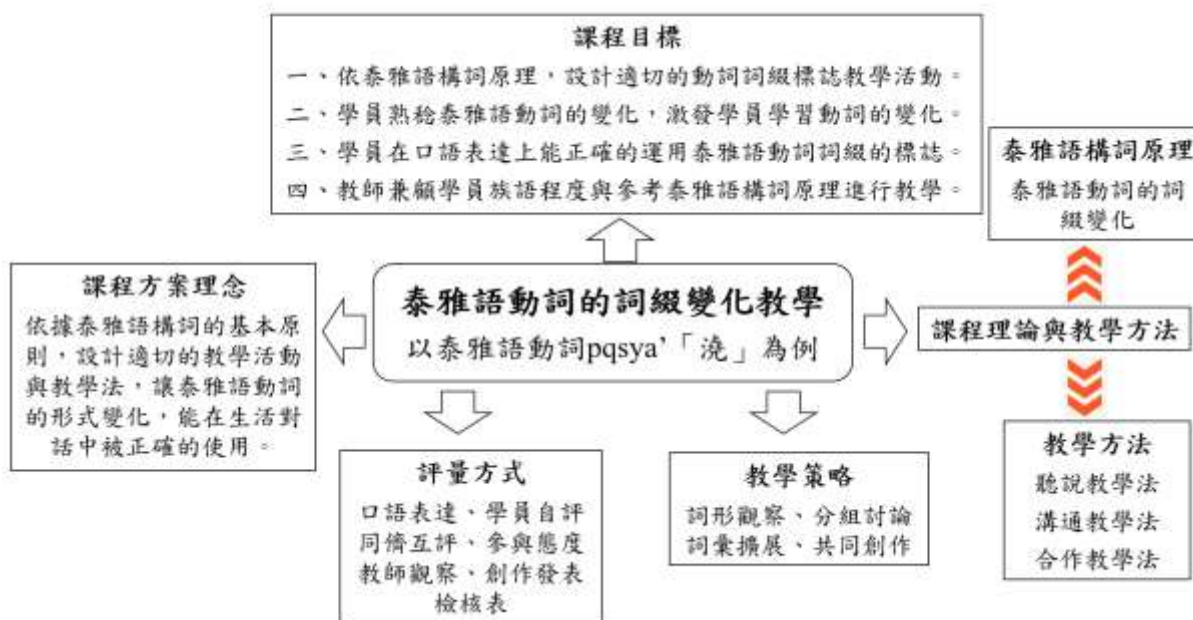 課程目標
一、依泰雅語構詞原理，設計適切的動詞詞綴標誌教學活動。
二、學員熟稔泰雅語動詞的變化，激發學員學習動詞的變化。
三、學員在口語表達上能正確的運用泰雅語動詞詞綴的標誌。
四、教師兼顧學員族語程度與參考泰雅語構詞原理進行教學。
泰雅語構詞原理
泰雅語動詞的詞
綴變化
課程方案理念
依據泰雅語構詞的基本原
則，設計適切的教學活動
與教學法，讓泰雅語動詞
的形式變化，能在生活對
話中被正確的使用。
泰雅語動詞的詞綴變化教學
以泰雅語動詞pqsya’「澆」為例
課程理論與教學方法
評量方式
口語表達、學員自評
同儕互評、參與態度
教師觀察、創作發表
檢核表
教學策略
詞形觀察、分組討論
詞彙擴展、共同創作
教學方法
聽說教學法
溝通教學法
合作教學法